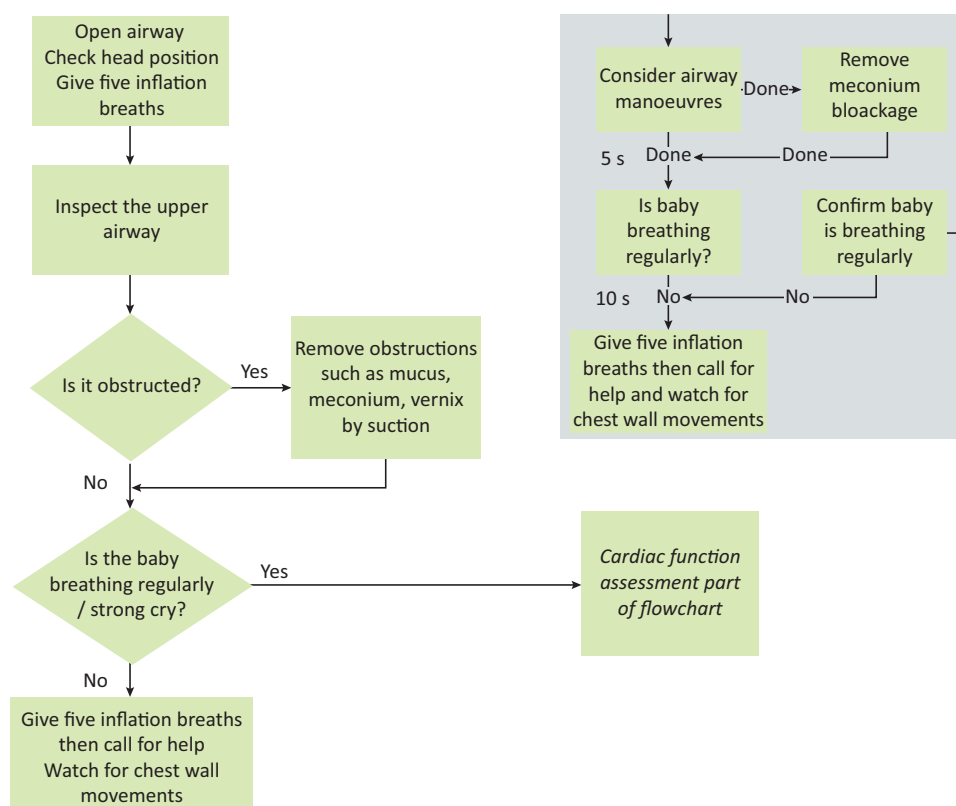 Open airway
Check head position
Give five inflation
breaths
Inspect the upper
airway
Is it obstructed?
Yes
Remove obstructions
such as mucus,
meconium, vernix
by suction
No
Is the baby
breathing regularly
/ strong cry?
Yes
Cardiac function
assessment part
of flowchart
No
Give five inflation breaths
then call for help
Watch for chest wall
movements
Consider airway
manoeuvres
Done
Remove
meconium
bloackage
5 s
Done
Done
Is baby
breathing
regularly?
Confirm baby
is breathing
regularly
10 s
No
No
Give five inflation
breaths then call for
help and watch for
chest wall movements